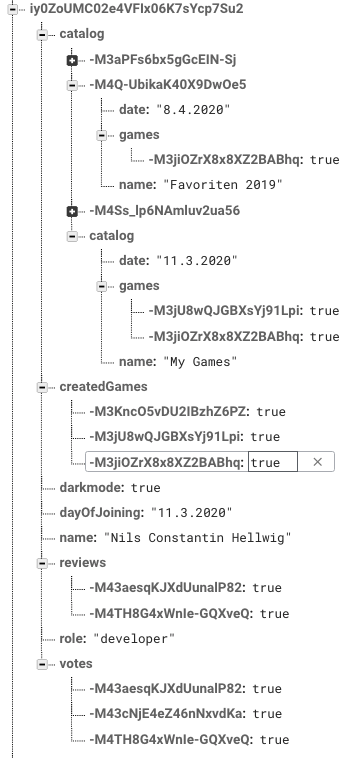 iy0ZoUMC02e4VFIx06K7sYcp7Su2
catalog
-M3aPFs6bx5gGcEIN-Sj
-M4Q-UbikaK40X9DwOe5
date: "8.4.2020"
games
-M3jiOZrX8x8XZ2BABhq: true
name: "Favoriten 2019"
-M4Ss_lp6NAmluv2ua56
catalog
date: "11.3.2020"
games
-M3jU8wQJGBXsYj91Lpi: true
-M3jiOZrX8x8XZ2BABhq: true
name: "My Games"
createdGames
-M3KncO5vDU2IBzhZ6PZ: true
-M3jU8wQJGBXsYj91Lpi: true
-M3jiOZrX8x8XZ2BABhq: true
darkmode: true
dayOfJoining: "11.3.2020"
name: "Nils Constantin Hellwig"
reviews
-M43aesqKJXdUunalP82: true
-M4TH8G4xWnIe-GQXveQ: true
role: "developer"
votes
-M43aesqKJXdUunalP82: true
-M43cNjE4eZ46nNxvdKa: true
-M4TH8G4xWnIe-GQXveQ: true